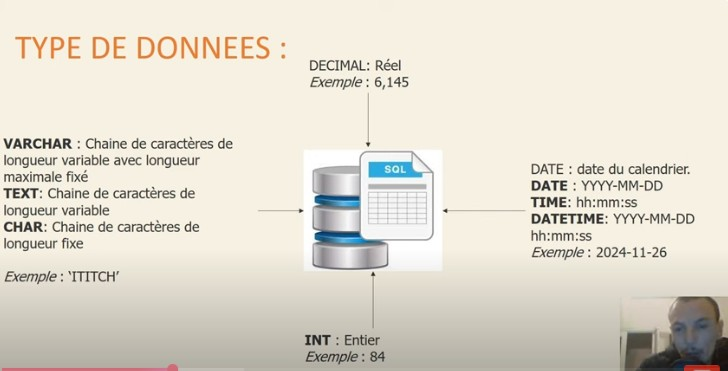 TYPE DE DONNEES :
DECIMAL: Réel
Exemple : 6,145
VARCHAR : Chaine de caractères de
longueur variable avec longueur
maximale fixé
TEXT: Chaine de caractères de
longueur variable
CHAR: Chaine de caractères de
longueur fixe
Exemple : ‘ITITCH’
SQL
DATE : date du calendrier.
DATE : YYYY-MM-DD
TIME: hh:mm:ss
DATETIME: YYYY-MM-DD
hh:mm:ss
Exemple : 2024-11-26
INT : Entier
Exemple : 84